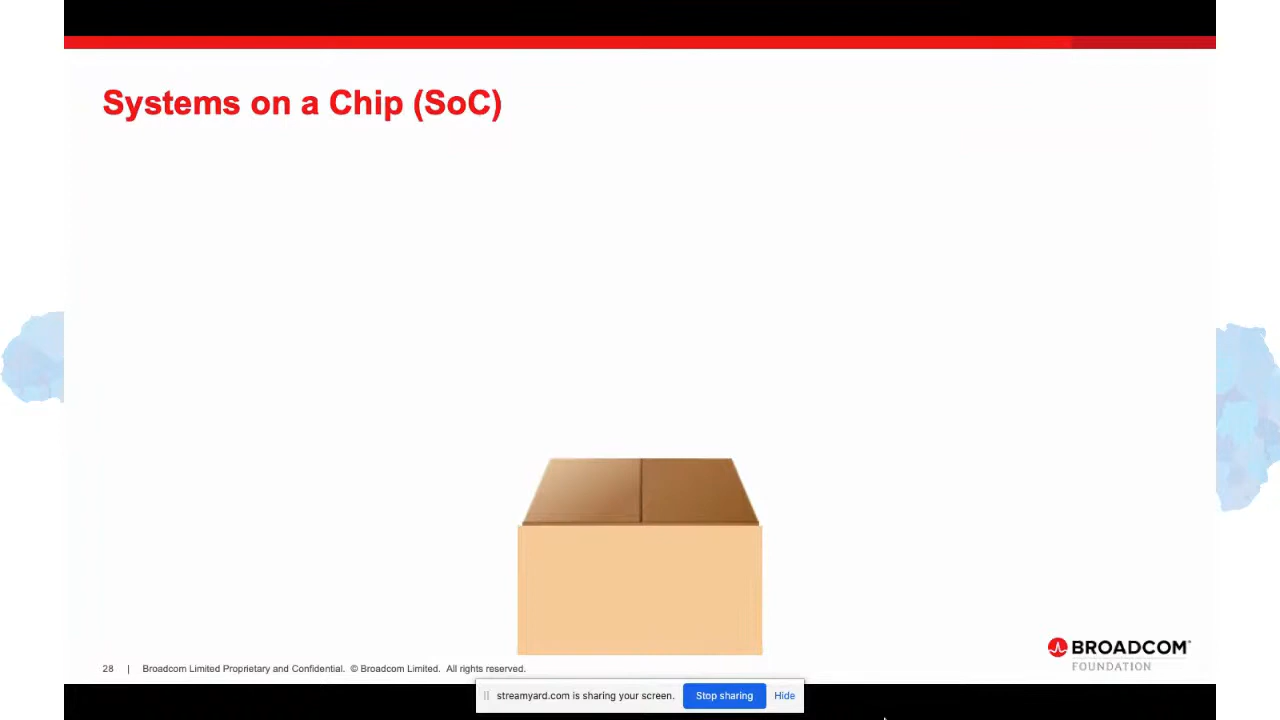 Systems on a Chip (SoC)
BROADCOM®
FOUNDATION
28 | Broadcom Limited Proprietary and Confidential. © Broadcom Limited. All rights reserved.
streamyard.com is sharing your screen. Stop sharing Hide